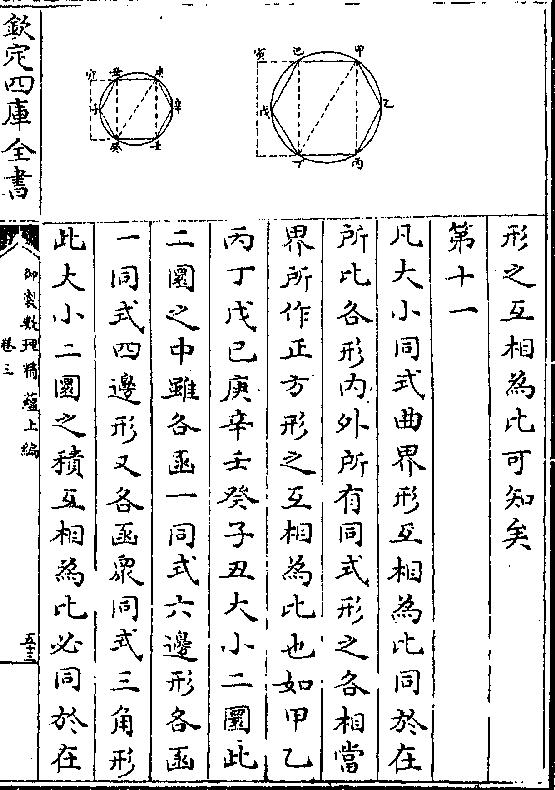 形之互相為比可知矣
第十一
凡大小同式曲界形互相為比同於在
所比各形内外所有同式形之各相當
界所作正方形之互相為比也如甲乙
丙丁戊己庚辛壬癸子丑大小二圜此
二圜之中雖各函一同式六邊形各函
一同式四邊形又各函衆同式三角形
此大小二圜之積互相為比必同於在
欽定四庫全書
御製數理精蘊上編
卷三
五十三
甲
乙
丙
丁
戊
己
寅
庚
辛
壬
癸
子
丑